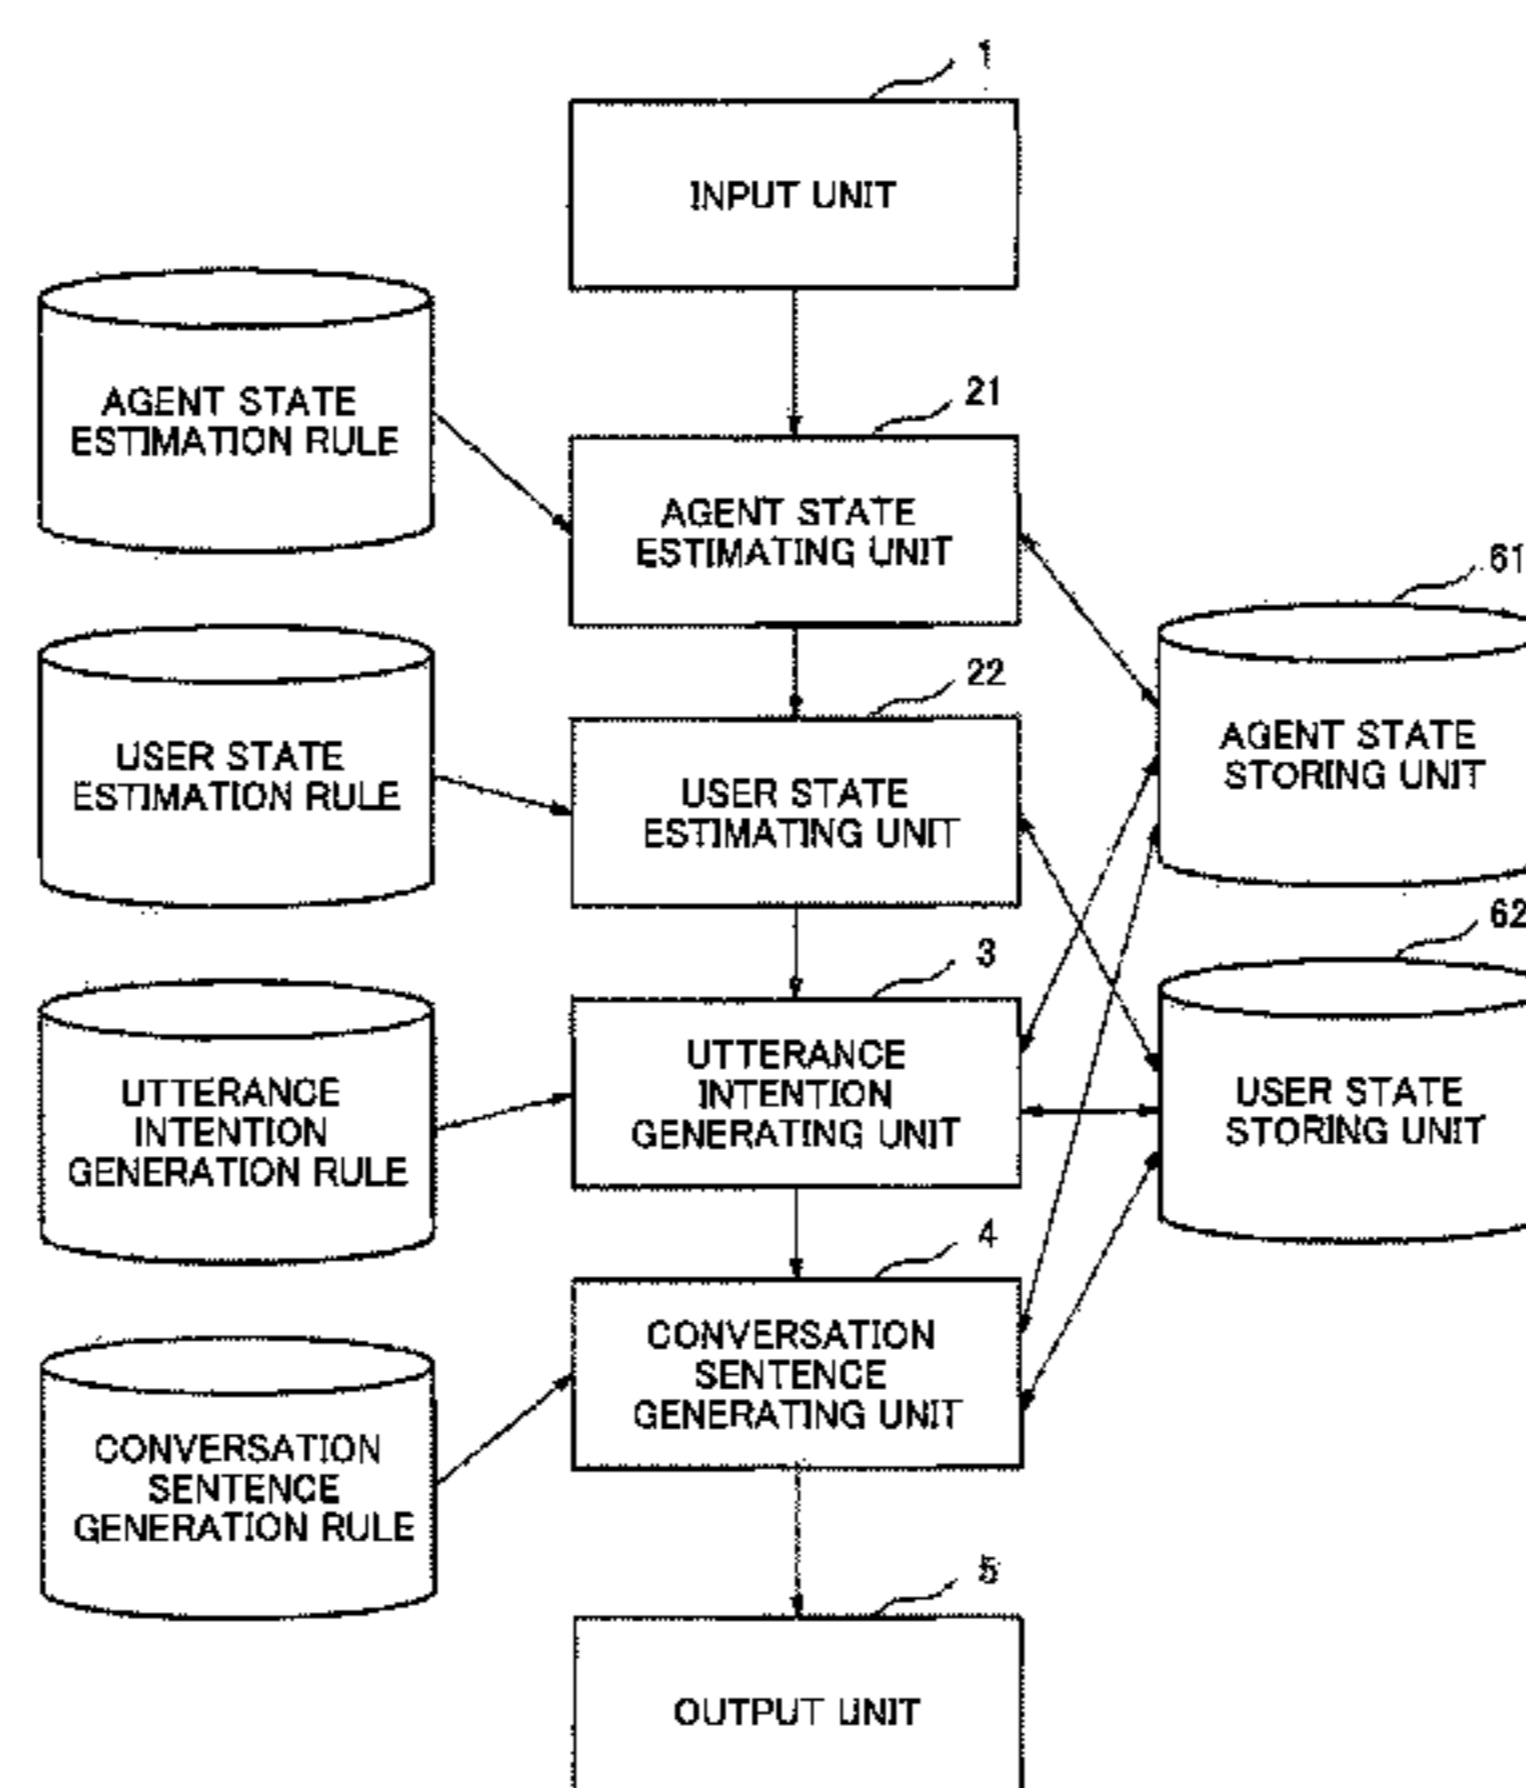 1
INPUT UNIT
AGENT STATE
ESTIMATION RULE
21
AGENT STATE
ESTIMATING UNIT
61
AGENT STATE
STORING UNIT
USER STATE
ESTIMATION RULE
22
USER STATE
ESTIMATING UNIT
62
USER STATE
STORING UNIT
UTTERANCE
INTENTION
GENERATION RULE
3
UTTERANCE
INTENTION
GENERATING UNIT
CONVERSATION
SENTENCE
GENERATION RULE
4
CONVERSATION
SENTENCE
GENERATING UNIT
5
OUTPUT UNIT